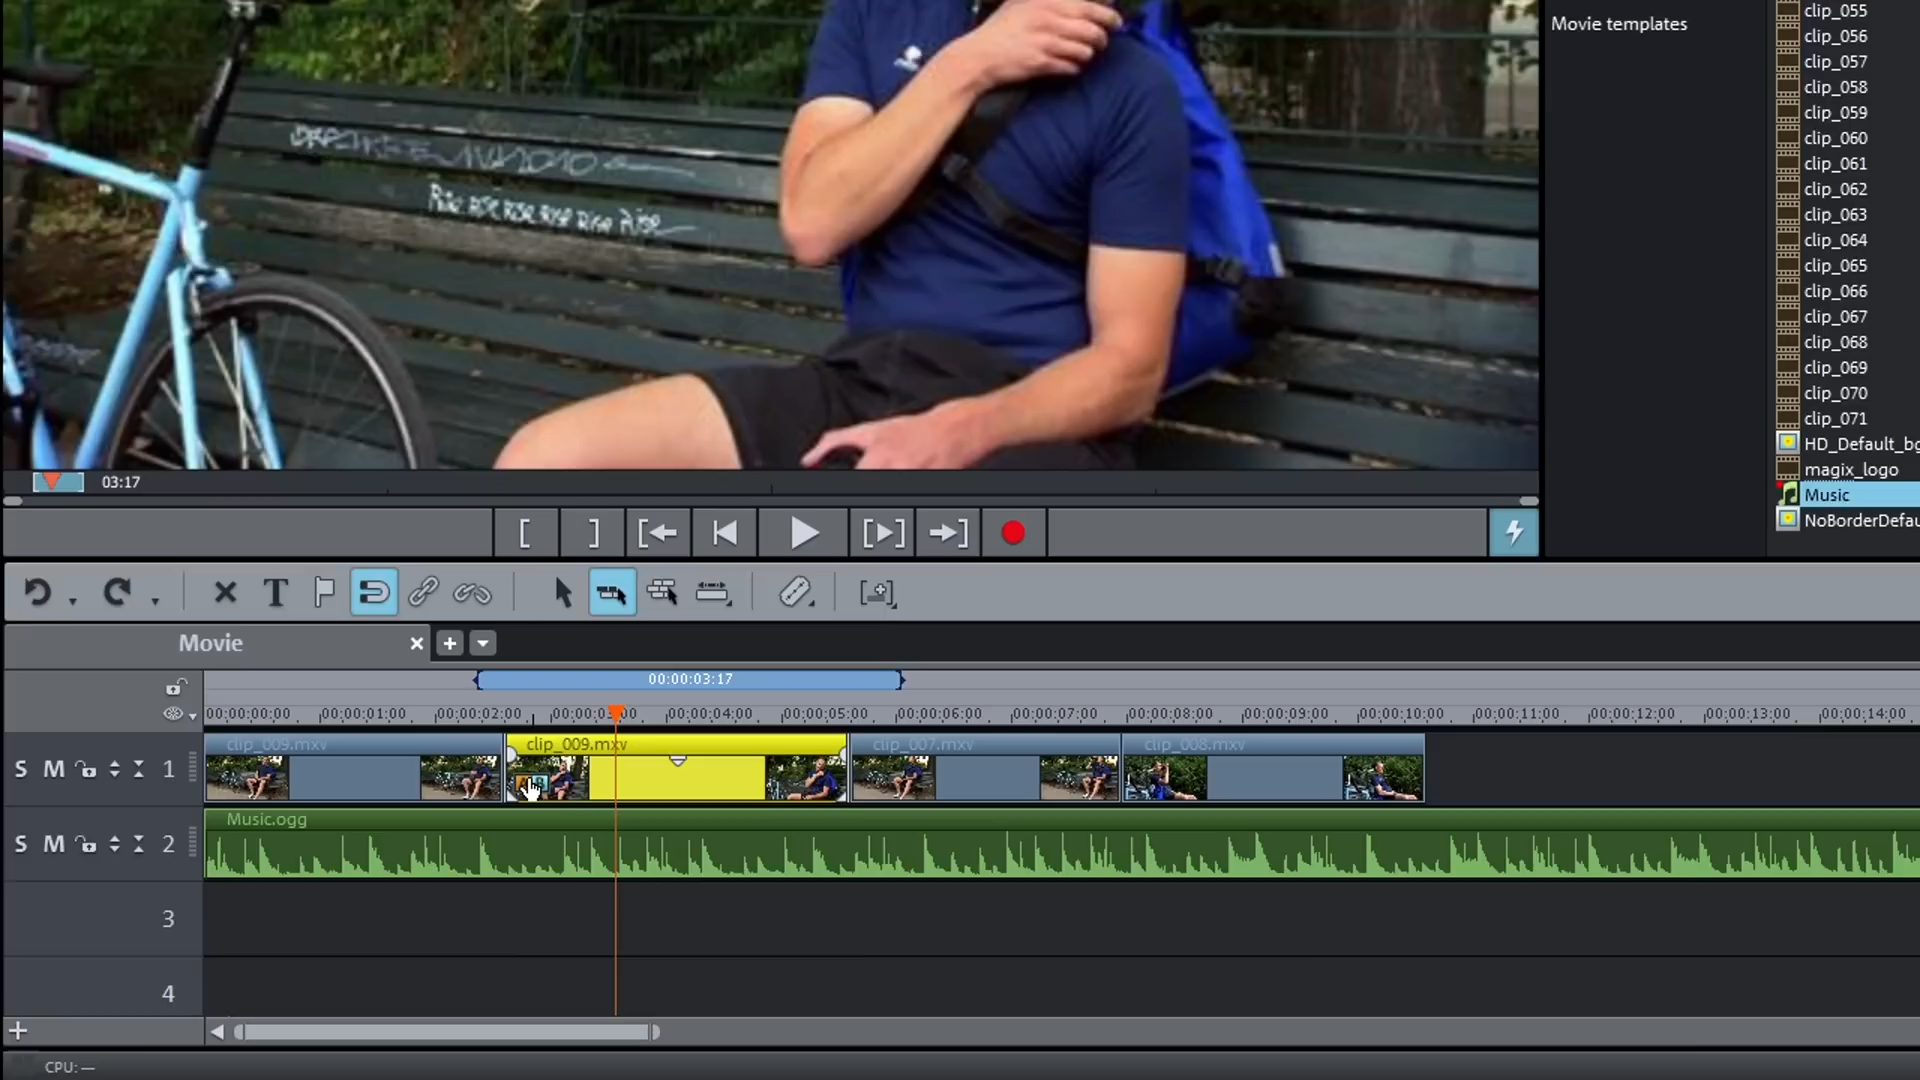 Movie templates
clip_055
clip_056
clip_057
clip_058
clip_059
clip_060
clip_061
clip_062
clip_063
clip_064
clip_065
clip_066
clip_067
clip_068
clip_069
clip_070
clip_071
HD_Default_bg
magix_logo
Music
NoBorderDefau
03:17
Movie
00:00:03:17
00:00:00:00 00:00:01:00 00:00:02:00 00:00:04:00 00:00:05:00 00:00:06:00 00:00:07:00 00:00:08:00 00:00:09:00 00:00:10:00 00:00:11:00 00:00:12:00 00:00:13:00 00:00:14:00
clip_009.mxv clip_009.mxv clip_007.mxv clip_008.mxv
S M 1
Music.ogg
S M 2
3
4
CPU: —